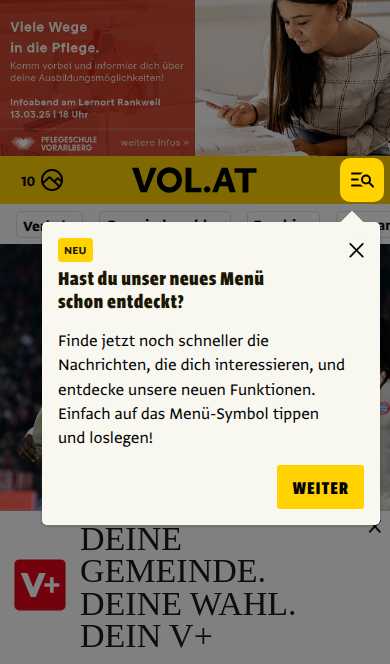 Viele Wege
in die Pflege.
Komm vorbei und informier dich über
deine Ausbildungsmöglichkeiten!
Infoabend am Lernort Rankweil
13.03.25 | 18 Uhr
PFLEGESCHULE
VORARLBERG
weitere Infos »
10
VOL.AT
NEU
Hast du unser neues Menü
schon entdeckt?
Finde jetzt noch schneller die
Nachrichten, die dich interessieren, und
entdecke unsere neuen Funktionen.
Einfach auf das Menü-Symbol tippen
und loslegen!
WEITER
V+
DEINE
GEMEINDE.
DEINE WAHL.
DEIN V+